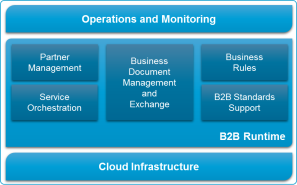 Operations and Monitoring
Partner
Management
Service
Orchestration
Business
Document
Management
and
Exchange
Business
Rules
B2B Standards
Support
B2B Runtime
Cloud Infrastructure